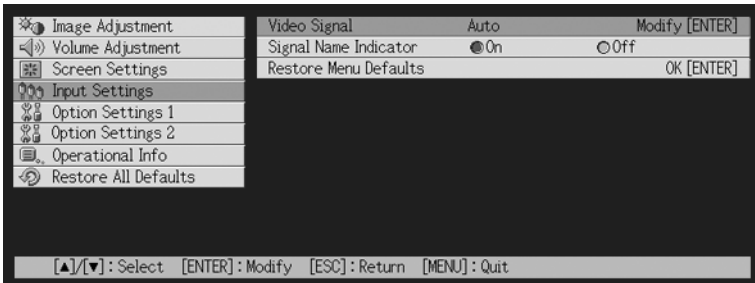 Image Adjustment
Volume Adjustment
Screen Settings
Input Settings
Option Settings 1
Option Settings 2
Operational Info
Restore All Defaults
Video Signal Auto Modify [ENTER]
Signal Name Indicator On Off
Restore Menu Defaults OK [ENTER]
[▲]/[▼]: Select [ENTER]: Modify [ESC]: Return [MENU]: Quit